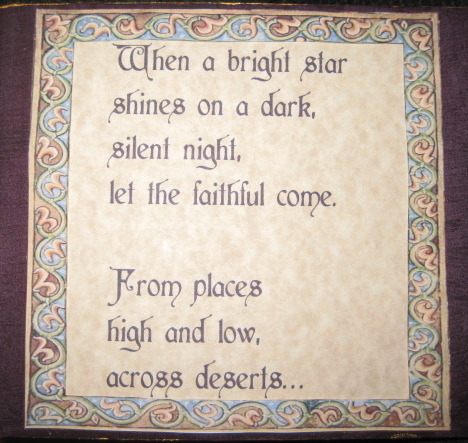 When a bright star
shines on a dark,
silent night,
let the faithful come.
From places
high and low,
across deserts...